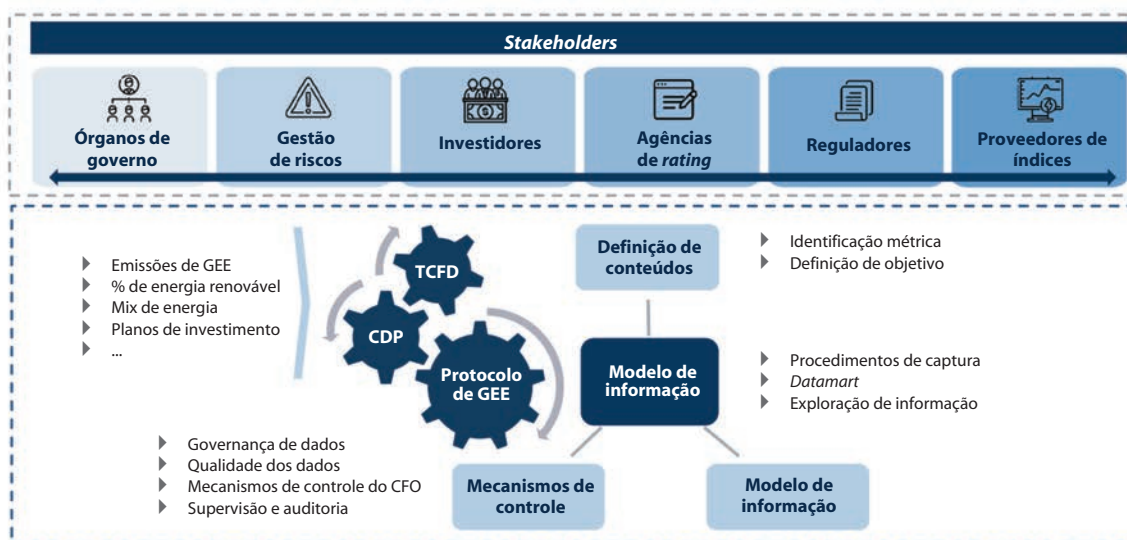 Stakeholders
Órganos de
governo
Gestão
de riscos
Investidores
Agências
de rating
Reguladores
Proveedores de
índices
Emissões de GEE
% de energia renovável
Mix de energia
Planos de investimento
...
TCFD
CDP
Protocolo
de GEE
Definição de
conteúdos
Identificação métrica
Definição de objetivo
Modelo de
informação
Procedimentos de captura
Datamart
Exploração de informação
Governança de dados
Qualidade dos dados
Mecanismos de controle do CFO
Supervisão e auditoria
Mecanismos de
controle
Modelo de
informação